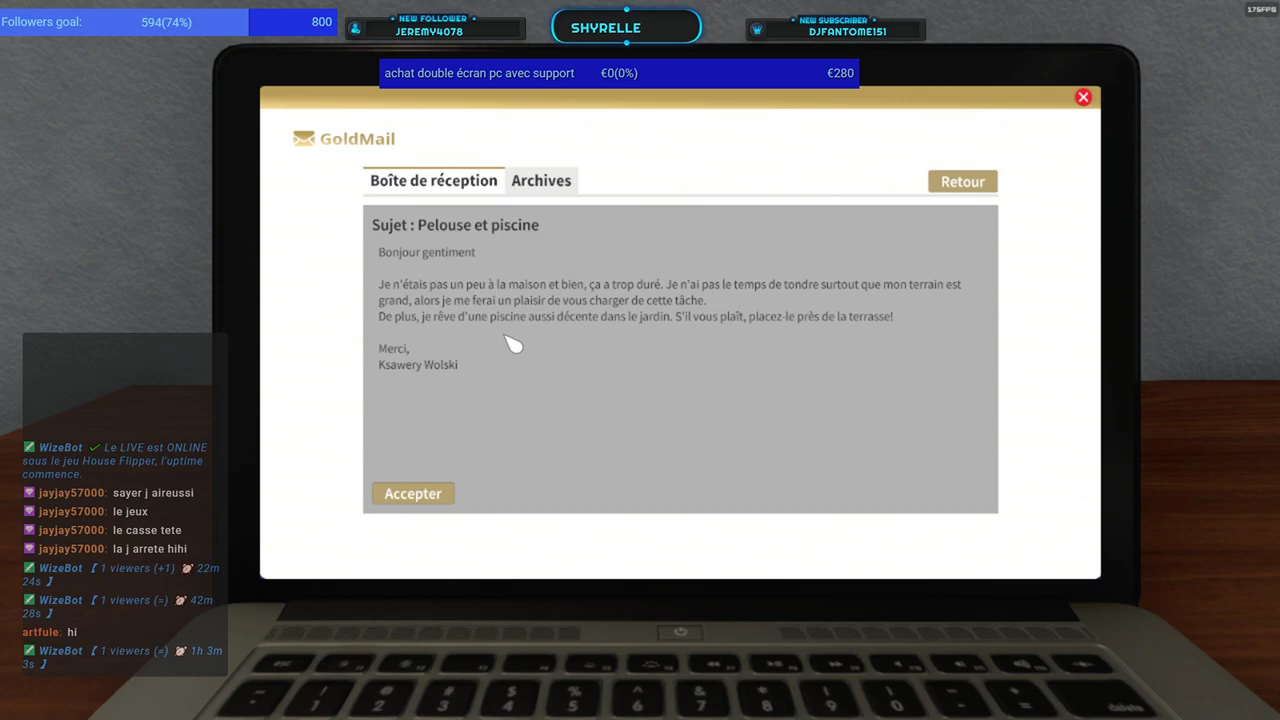 Followers goal: 594(74%) 800
NEW FOLLOWER
JEREMY4078
SHYRELLE
NEW SUBSCRIBER
DJFANTOME151
175FPS
achat double écran pc avec support €0(0%) €280
GoldMail
Boîte de réception Archives Retour
Sujet : Pelouse et piscine
Bonjour gentiment
Je n'étais pas un peu à la maison et bien, ça a trop duré. Je n'ai pas le temps de tondre surtout que mon terrain est
grand, alors je me ferai un plaisir de vous charger de cette tâche.
De plus, je rêve d'une piscine aussi décente dans le jardin. S'il vous plaît, placez-le près de la terrasse!
Merci,
Ksawery Wolski
Accepter
WizeBot ✓ Le LIVE est ONLINE
sous le jeu House Flipper, l'uptime
commence.
jayjay57000: sayer j aireussi
jayjay57000: le jeux
jayjay57000: le casse tete
jayjay57000: la j arrete hihi
WizeBot 【 1 viewers (+1) 22m
24s 】
WizeBot 【 1 viewers (=) 42m
28s 】
artfule: hi
WizeBot 【 1 viewers (=) 1h 3m
3s 】
esc
~ ! @ # $ % ^ & * ( ) _ + delete